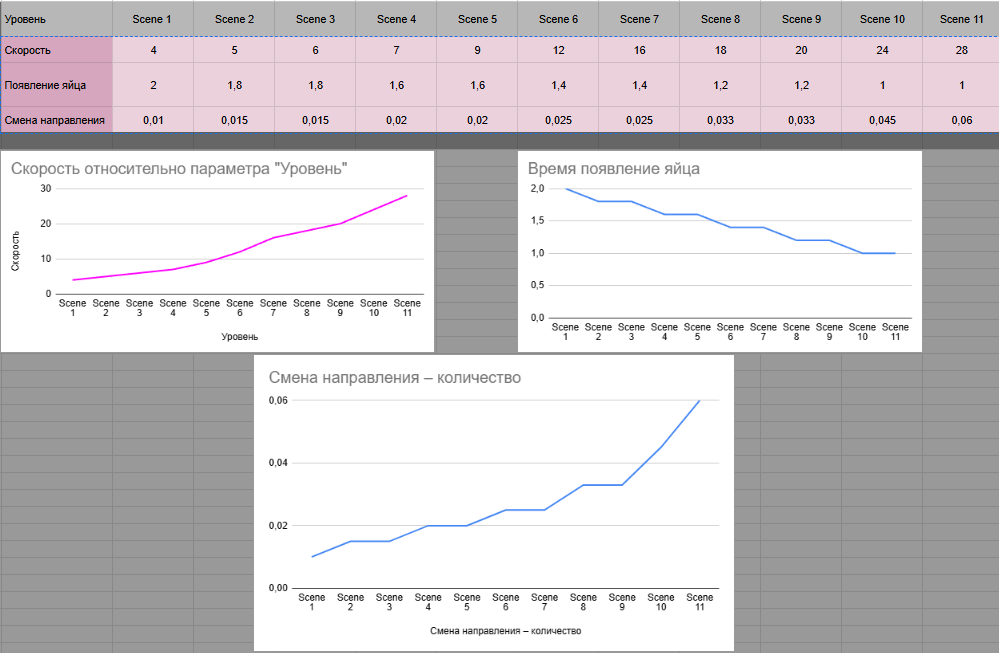 Уровень Scene 1 Scene 2 Scene 3 Scene 4 Scene 5 Scene 6 Scene 7 Scene 8 Scene 9 Scene 10 Scene 11
Скорость 4 5 6 7 9 12 16 18 20 24 28
Появление яйца 2 1,8 1,8 1,6 1,6 1,4 1,4 1,2 1,2 1 1
Смена направления 0,01 0,015 0,015 0,02 0,02 0,025 0,025 0,033 0,033 0,045 0,06
Скорость относительно параметра "Уровень"
30
20
10
0
Скорость
Scene 1 Scene 2 Scene 3 Scene 4 Scene 5 Scene 6 Scene 7 Scene 8 Scene 9 Scene 10 Scene 11
Уровень
Время появление яйца
2,0
1,5
1,0
0,5
0,0
Scene 1 Scene 2 Scene 3 Scene 4 Scene 5 Scene 6 Scene 7 Scene 8 Scene 9 Scene 10 Scene 11
Смена направления – количество
0,06
0,04
0,02
0,00
Scene 1 Scene 2 Scene 3 Scene 4 Scene 5 Scene 6 Scene 7 Scene 8 Scene 9 Scene 10 Scene 11
Смена направления – количество